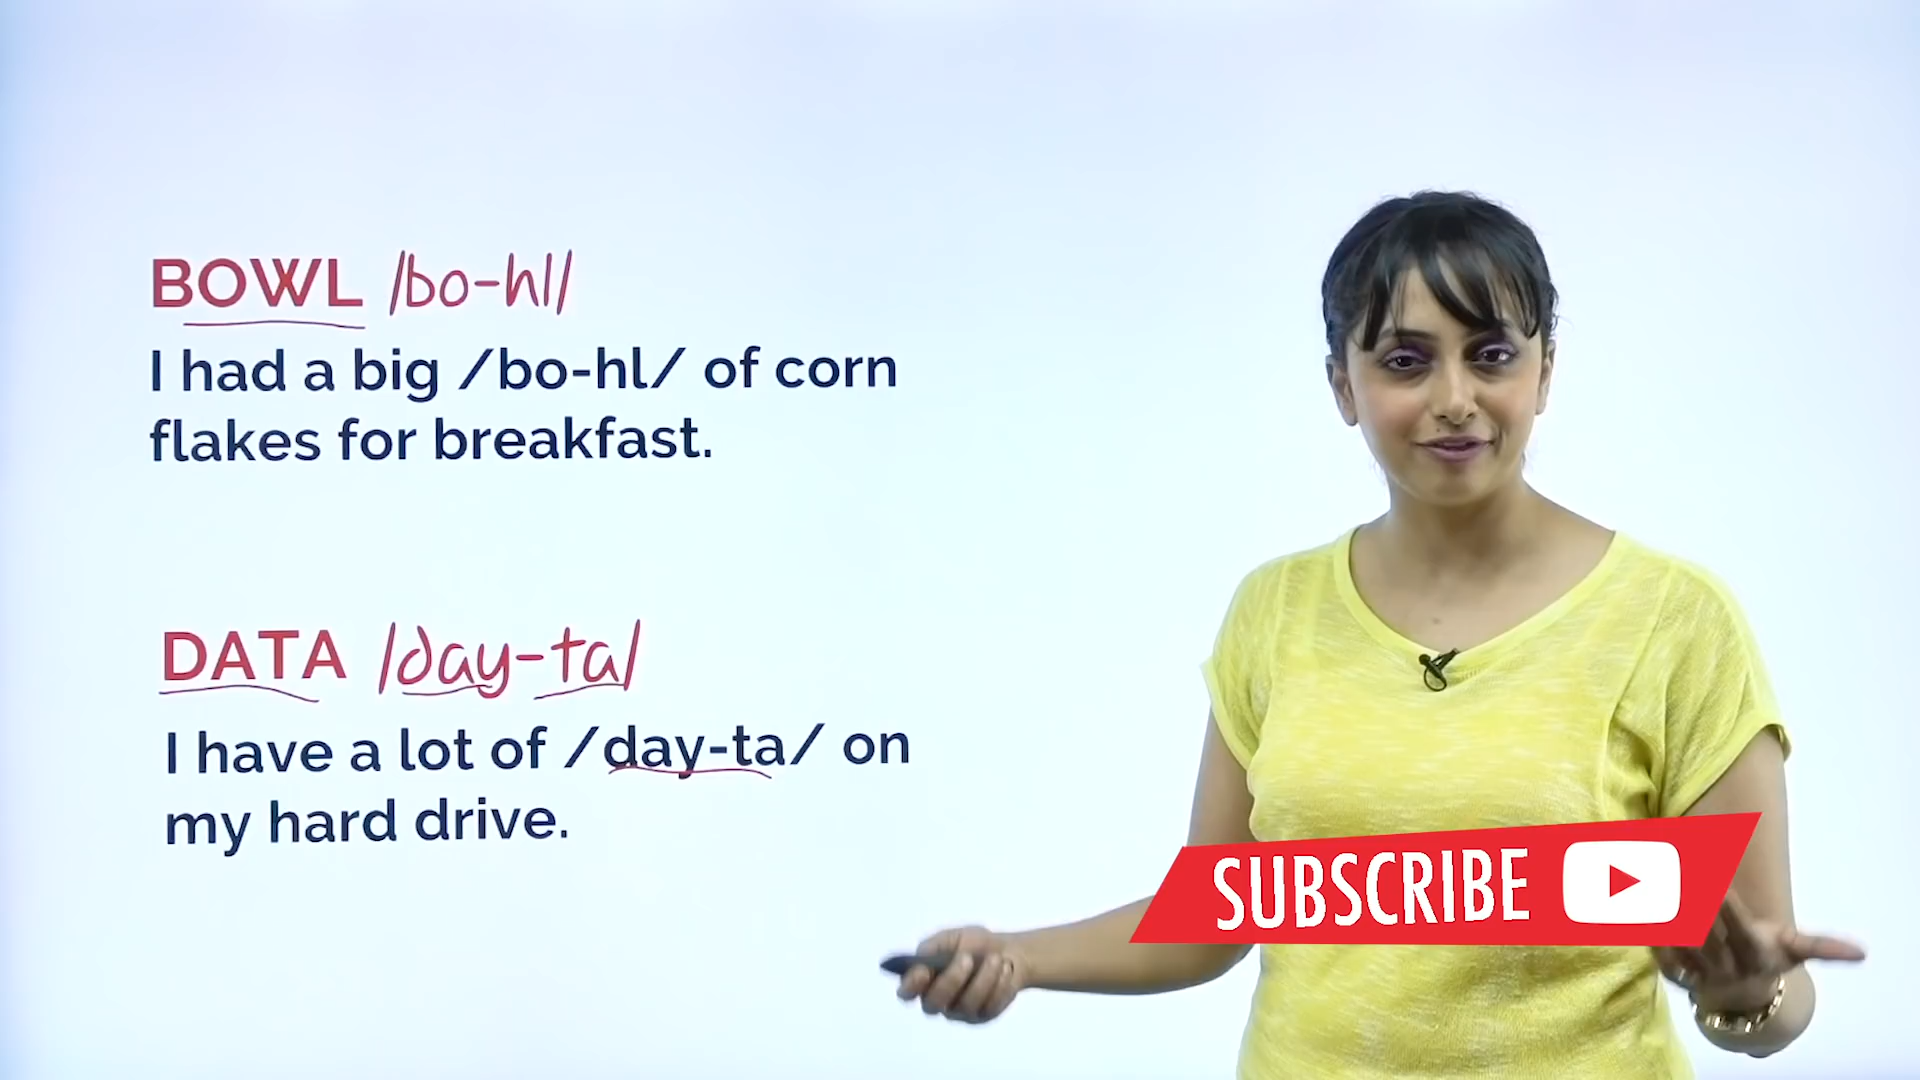 BOWL /bo-hl/
I had a big /bo-hl/ of corn
flakes for breakfast.
DATA /day-ta/
I have a lot of /day-ta/ on
my hard drive.
SUBSCRIBE